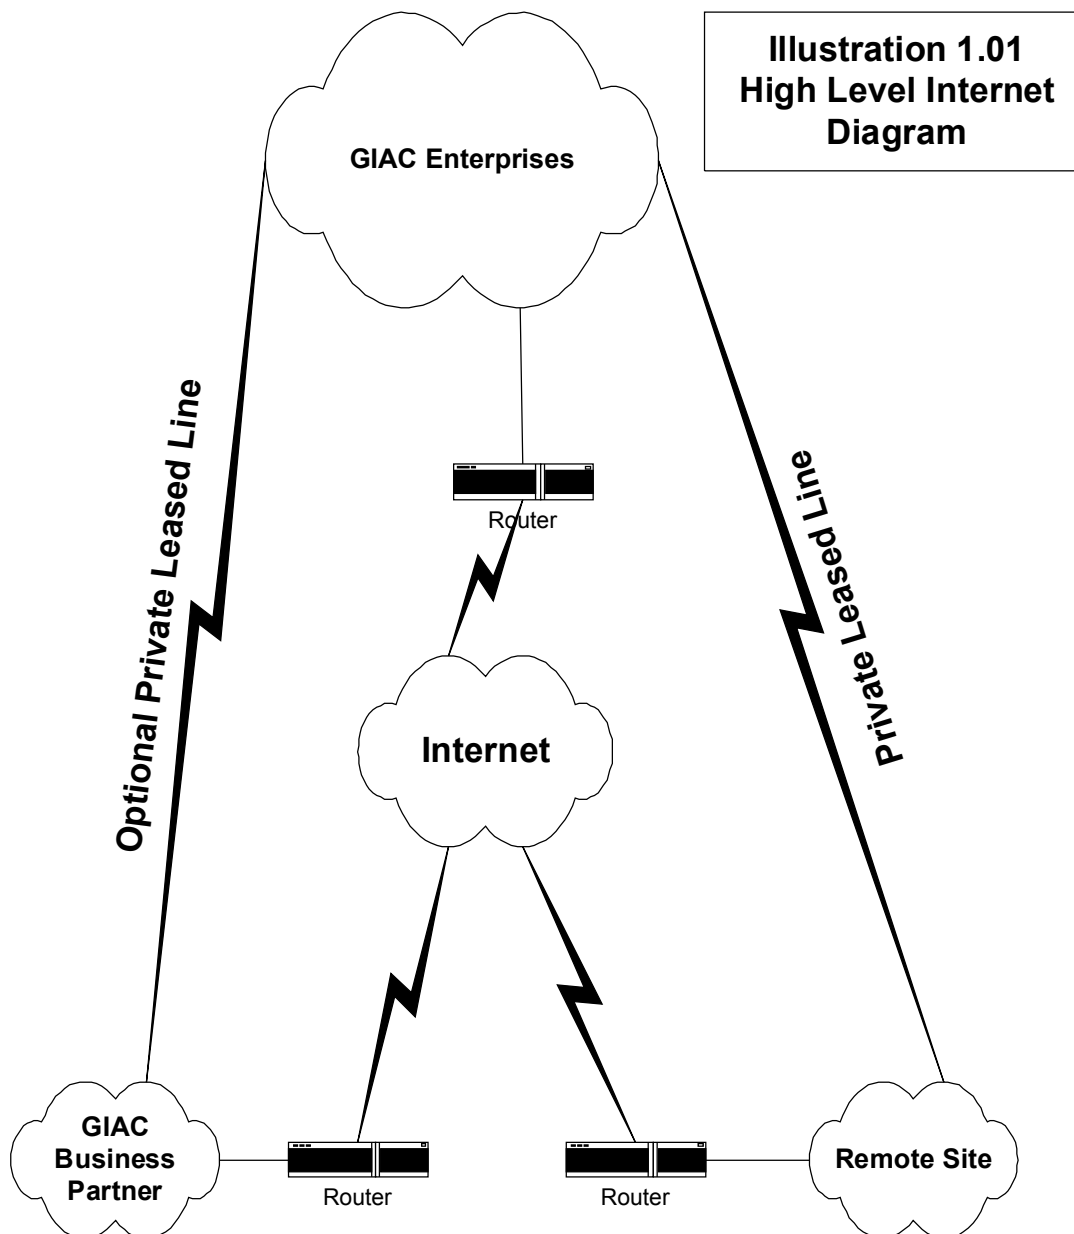 Illustration 1.01
High Level Internet
Diagram
GIAC Enterprises
Optional Private Leased Line
Private Leased Line
Router
Internet
GIAC
Business
Partner
Router
Router
Remote Site